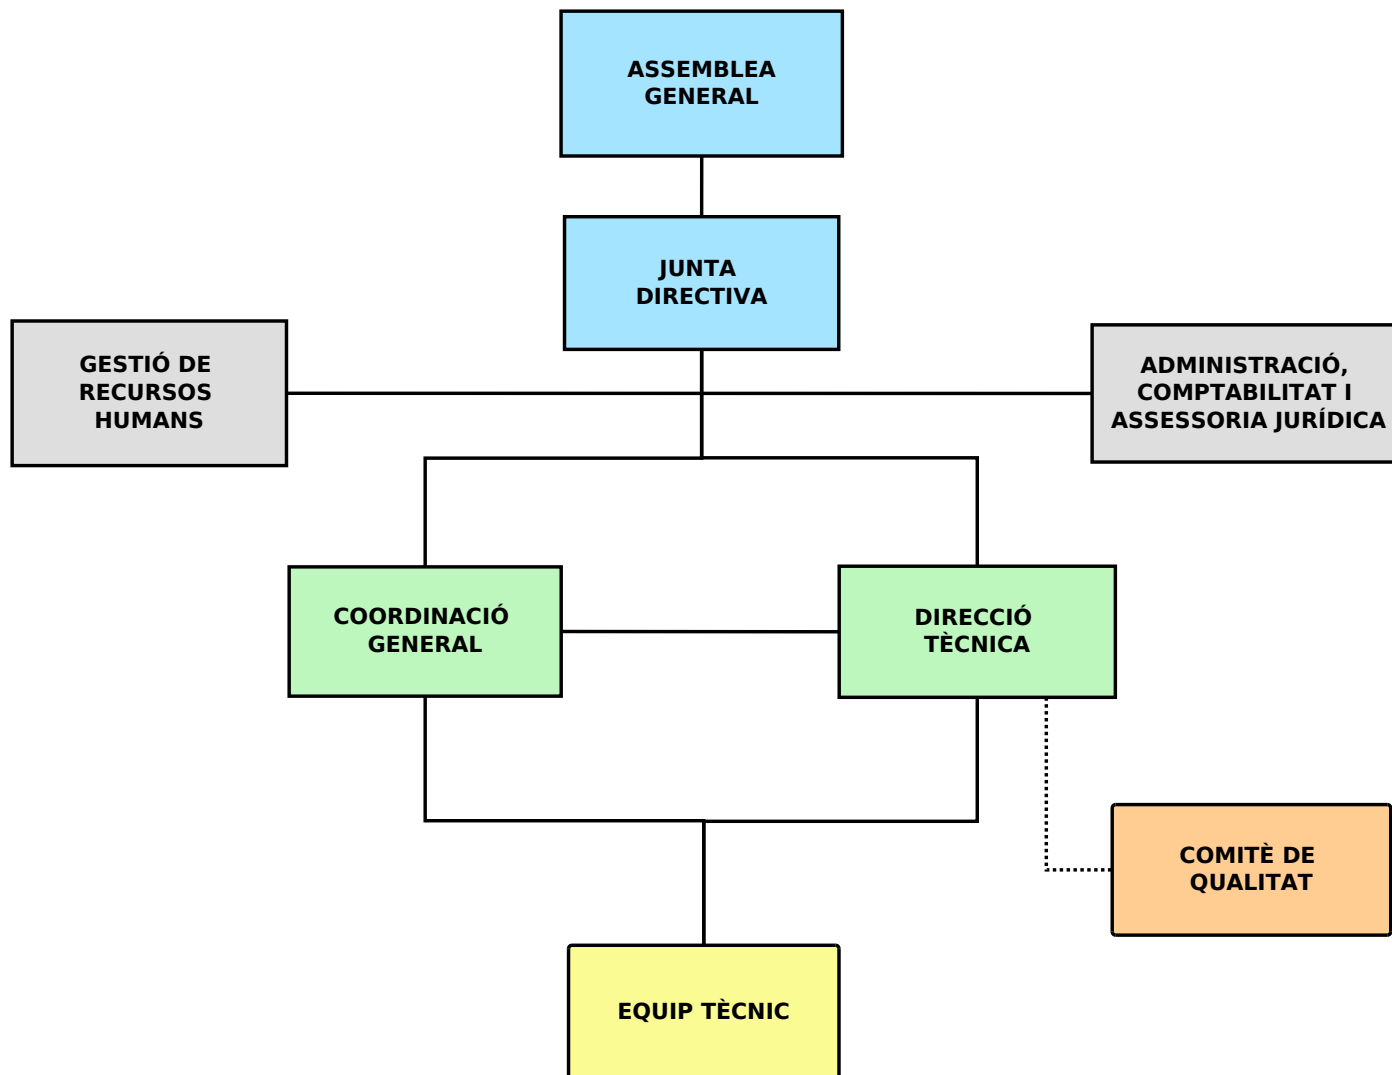 ASSEMBLEA
GENERAL
JUNTA
DIRECTIVA
GESTIÓ DE
RECURSOS
HUMANS
ADMINISTRACIÓ,
COMPTABILITAT I
ASSESSORIA JURÍDICA
COORDINACIÓ
GENERAL
DIRECCIÓ
TÈCNICA
COMITÈ DE
QUALITAT
EQUIP TÈCNIC